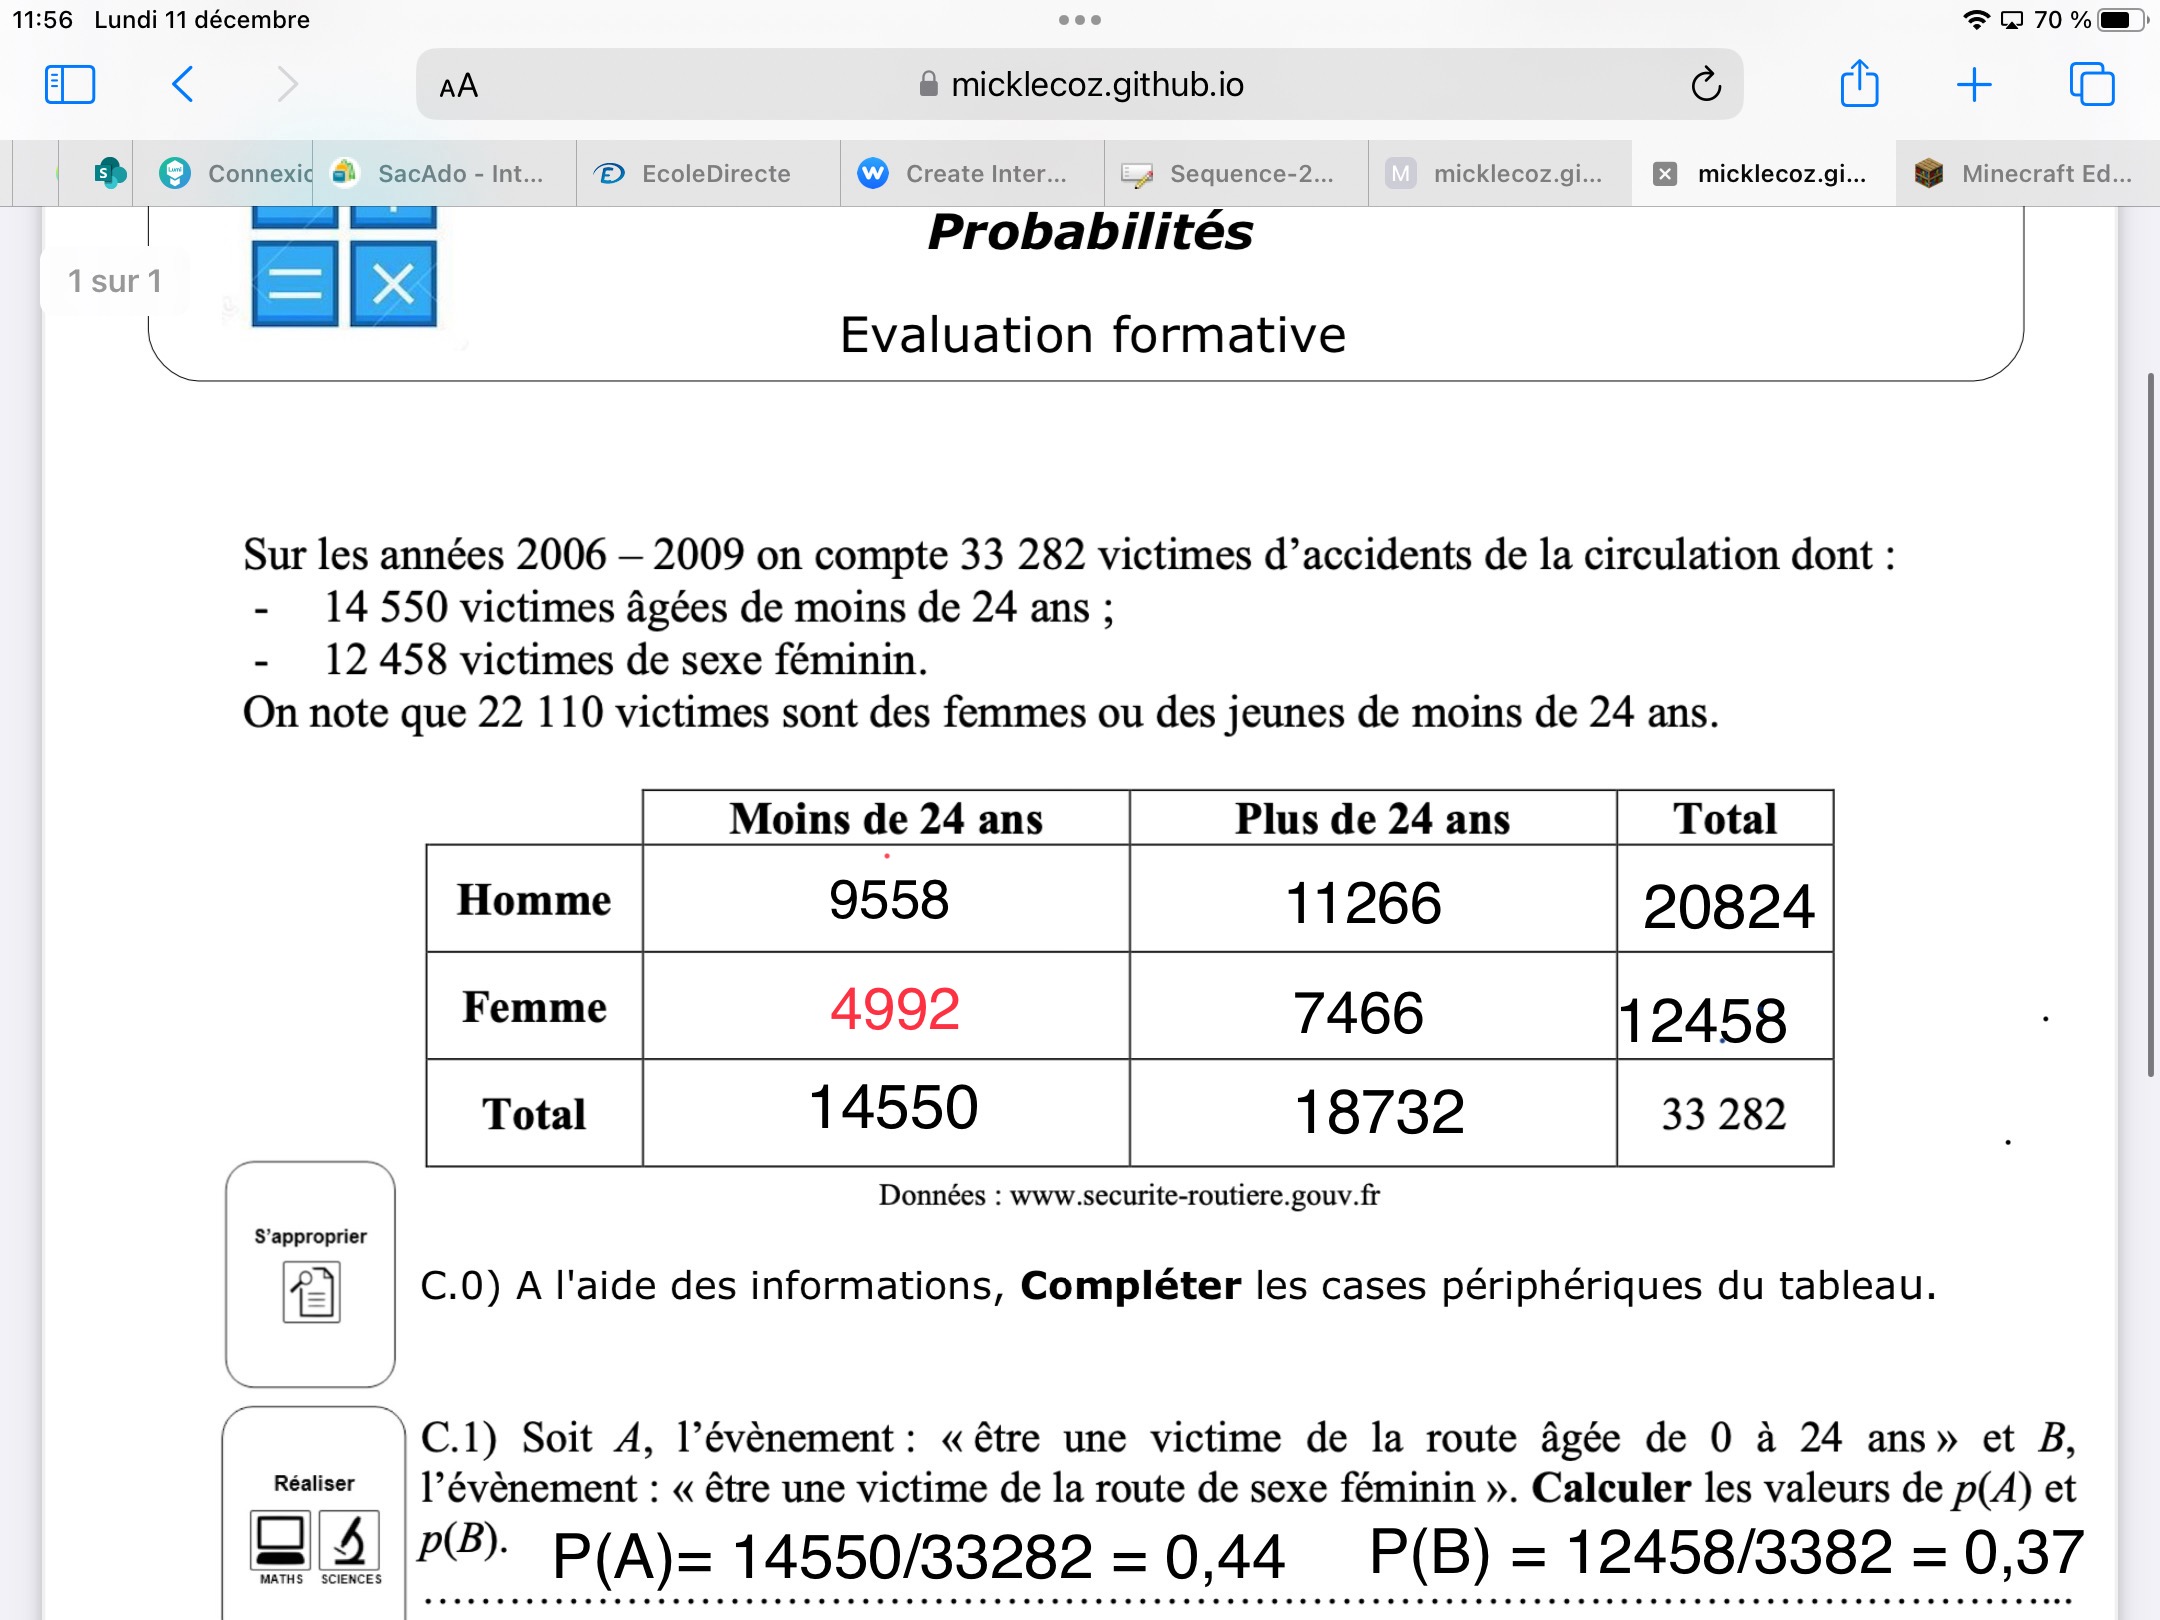 11:56 Lundi 11 décembre
70 %
AA
micklecoz.github.io
S
Connexic
SacAdo - Int...
EcoleDirecte
W Create Inter...
Sequence-2...
M micklecoz.gi...
micklecoz.gi...
Minecraft Ed...
Probabilités
1 sur 1
Evaluation formative
Sur les années 2006 – 2009 on compte 33 282 victimes d’accidents de la circulation dont :
- 14 550 victimes âgées de moins de 24 ans ;
- 12 458 victimes de sexe féminin.
On note que 22 110 victimes sont des femmes ou des jeunes de moins de 24 ans.
Moins de 24 ans Plus de 24 ans Total
Homme 9558 11266 20824
Femme 4992 7466 12458
Total 14550 18732 33 282
Données : www.securite-routiere.gouv.fr
S’approprier
C.0) A l'aide des informations, Compléter les cases périphériques du tableau.
C.1) Soit A, l’évènement : « être une victime de la route âgée de 0 à 24 ans » et B,
l’évènement : « être une victime de la route de sexe féminin ». Calculer les valeurs de p(A) et
p(B). P(A)= 14550/33282 = 0,44 P(B) = 12458/3382 = 0,37
Réaliser
MATHS SCIENCES